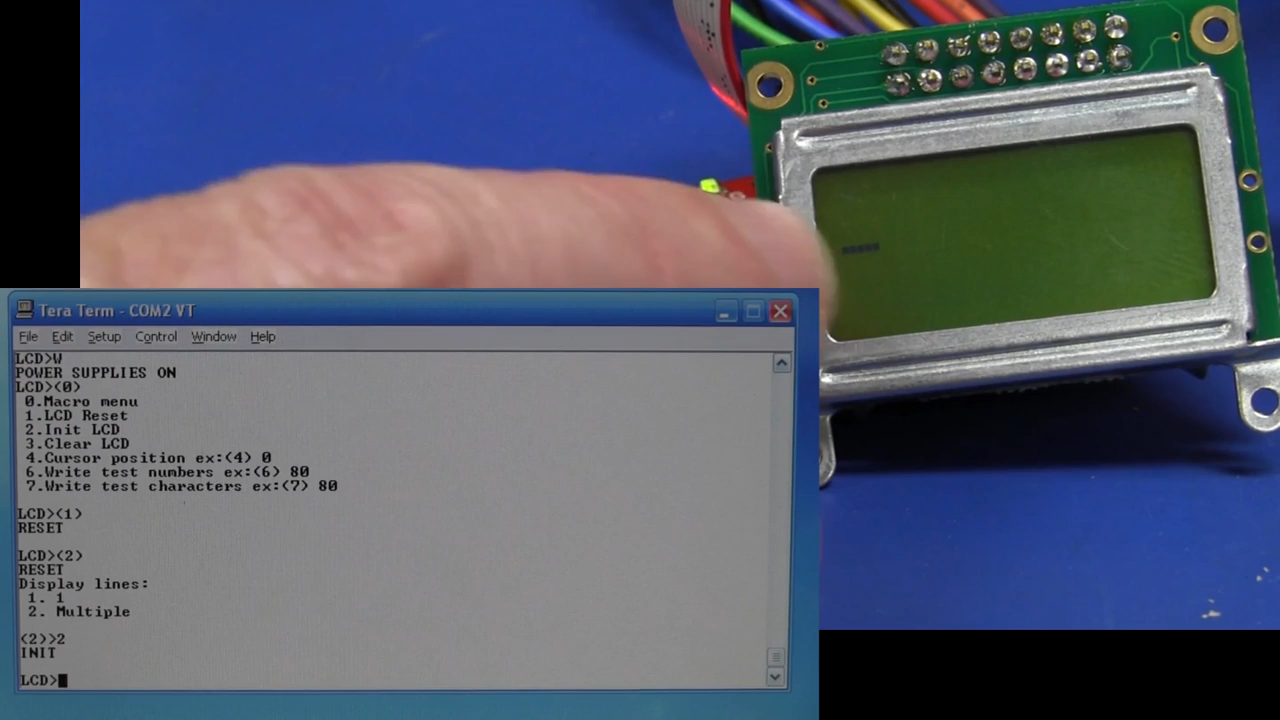 Tera Term - COM2 VT
File Edit Setup Control Window Help
LCD>W
POWER SUPPLIES ON
LCD>(0)
0.Macro menu
1.LCD Reset
2.Init LCD
3.Clear LCD
4.Cursor position ex:(4) 0
6.Write test numbers ex:(6) 80
7.Write test characters ex:(7) 80
LCD>(1)
RESET
LCD>(2)
RESET
Display lines:
1. 1
2. Multiple
(2)>2
INIT
LCD>